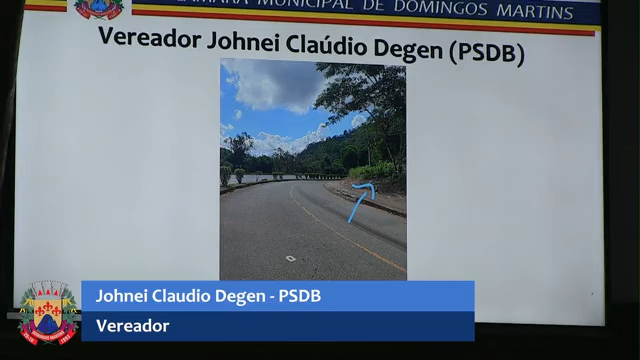 CÂMARA MUNICIPAL DE DOMINGOS MARTINS
Vereador Johnei Claúdio Degen (PSDB)
Johnei Claudio Degen - PSDB
Vereador